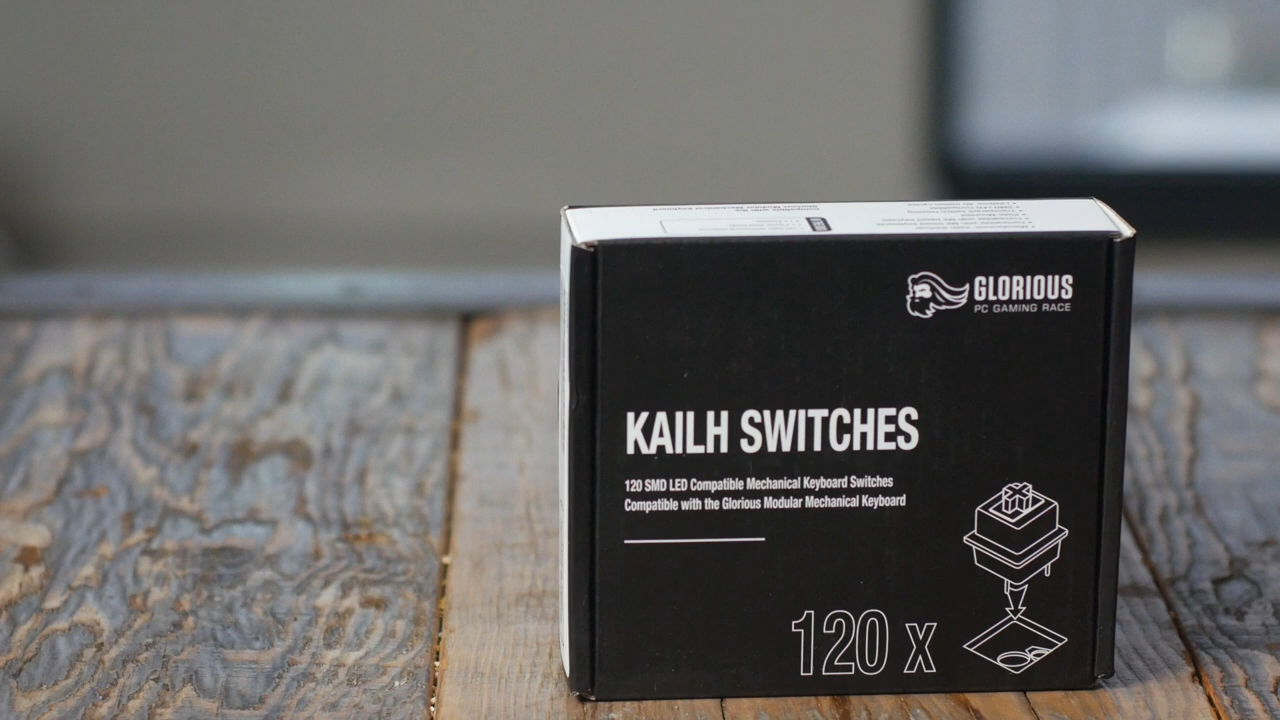 GLORIOUS
PC GAMING RACE
KAILH SWITCHES
120 SMD LED Compatible Mechanical Keyboard Switches
Compatible with the Glorious Modular Mechanical Keyboard
120 x